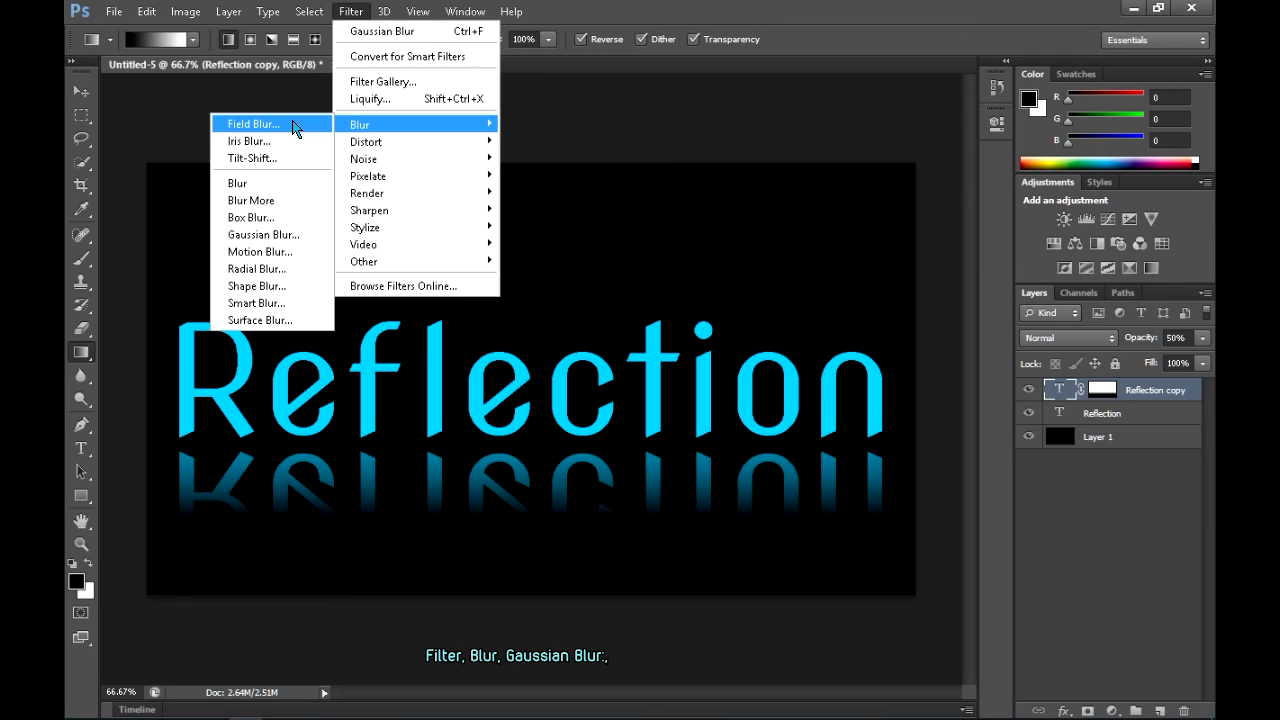 Ps File Edit Image Layer Type Select Filter 3D View Window Help
100% Reverse Dither Transparency Essentials
Untitled-5 @ 66.7% (Reflection copy, RGB/8) *
Gaussian Blur Ctrl+F
Convert for Smart Filters
Filter Gallery...
Liquify... Shift+Ctrl+X
Blur
Distort
Noise
Pixelate
Render
Sharpen
Stylize
Video
Other
Browse Filters Online...
Field Blur...
Iris Blur...
Tilt-Shift...
Blur
Blur More
Box Blur...
Gaussian Blur...
Motion Blur...
Radial Blur...
Shape Blur...
Smart Blur...
Surface Blur...
Reflection
Filter, Blur, Gaussian Blur:,
Color Swatches
R 0
G 0
B 0
Adjustments Styles
Add an adjustment
Layers Channels Paths
Kind
Normal Opacity: 50%
Lock: Fill: 100%
T Reflection copy
T Reflection
Layer 1
fx
66.67% Doc: 2.64M/2.51M
Timeline